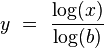 y = log(x) / log(b)